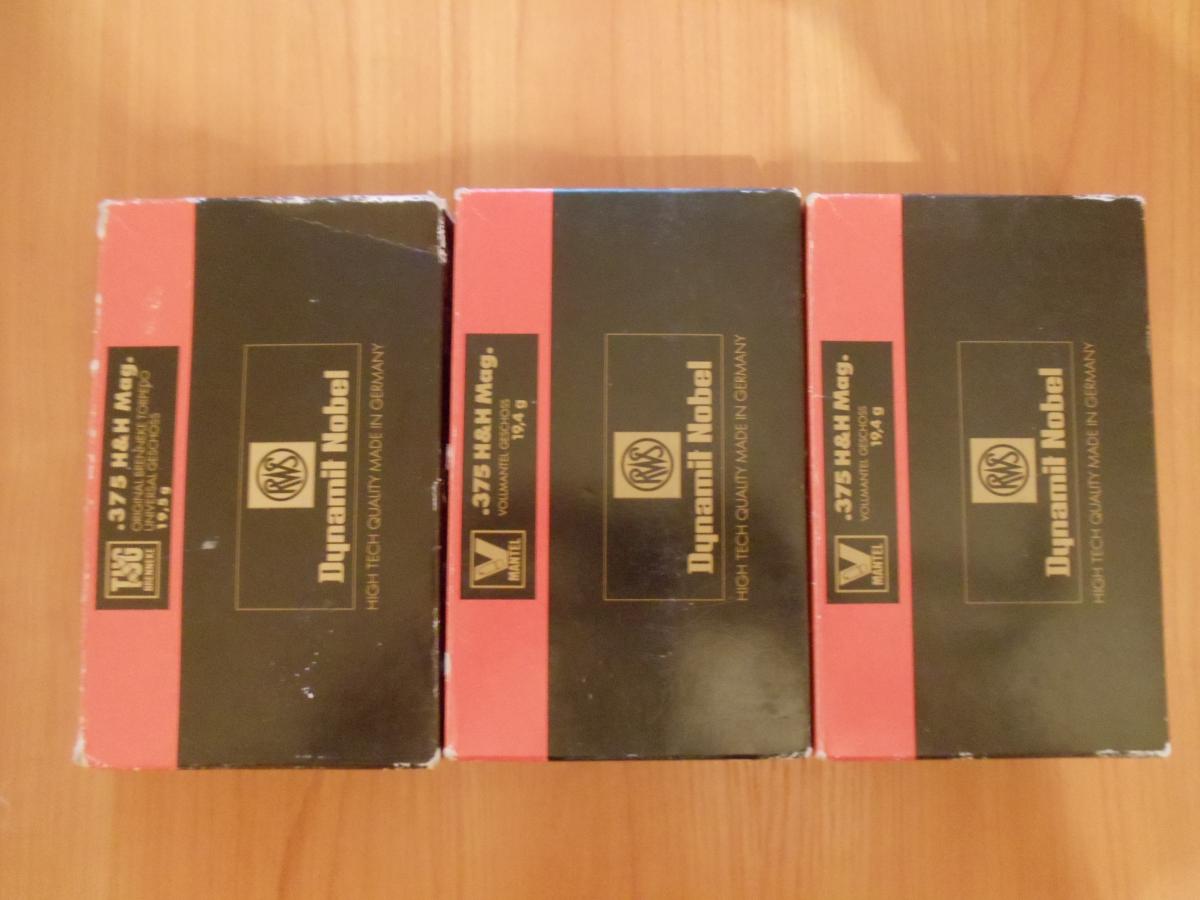 .375 H&H Mag.
ORIGINAL BRENNEKE TORPEDO
UNIVERSAL GESCHOSS
TUG
BRENNEKE
RWS
Dynamit Nobel
HIGH TECH QUALITY MADE IN GERMANY
.375 H&H Mag.
VOLLMANTEL GESCHOSS
19,4 g
V
MANTEL
RWS
Dynamit Nobel
HIGH TECH QUALITY MADE IN GERMANY
.375 H&H Mag.
VOLLMANTEL GESCHOSS
19,4 g
V
MANTEL
RWS
Dynamit Nobel
HIGH TECH QUALITY MADE IN GERMANY